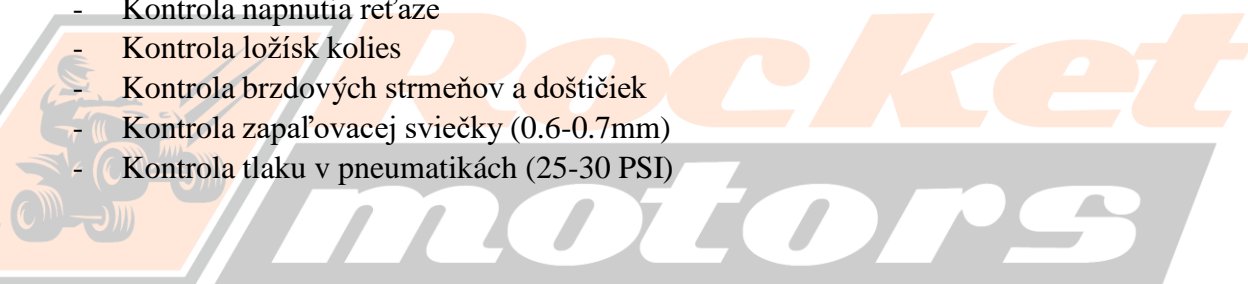 - Kontrola napnutia reťaze
- Kontrola ložísk kolies
- Kontrola brzdových strmeňov a doštičiek
- Kontrola zapaľovacej sviečky (0.6-0.7mm)
- Kontrola tlaku v pneumatikách (25-30 PSI)
Rocket
motors